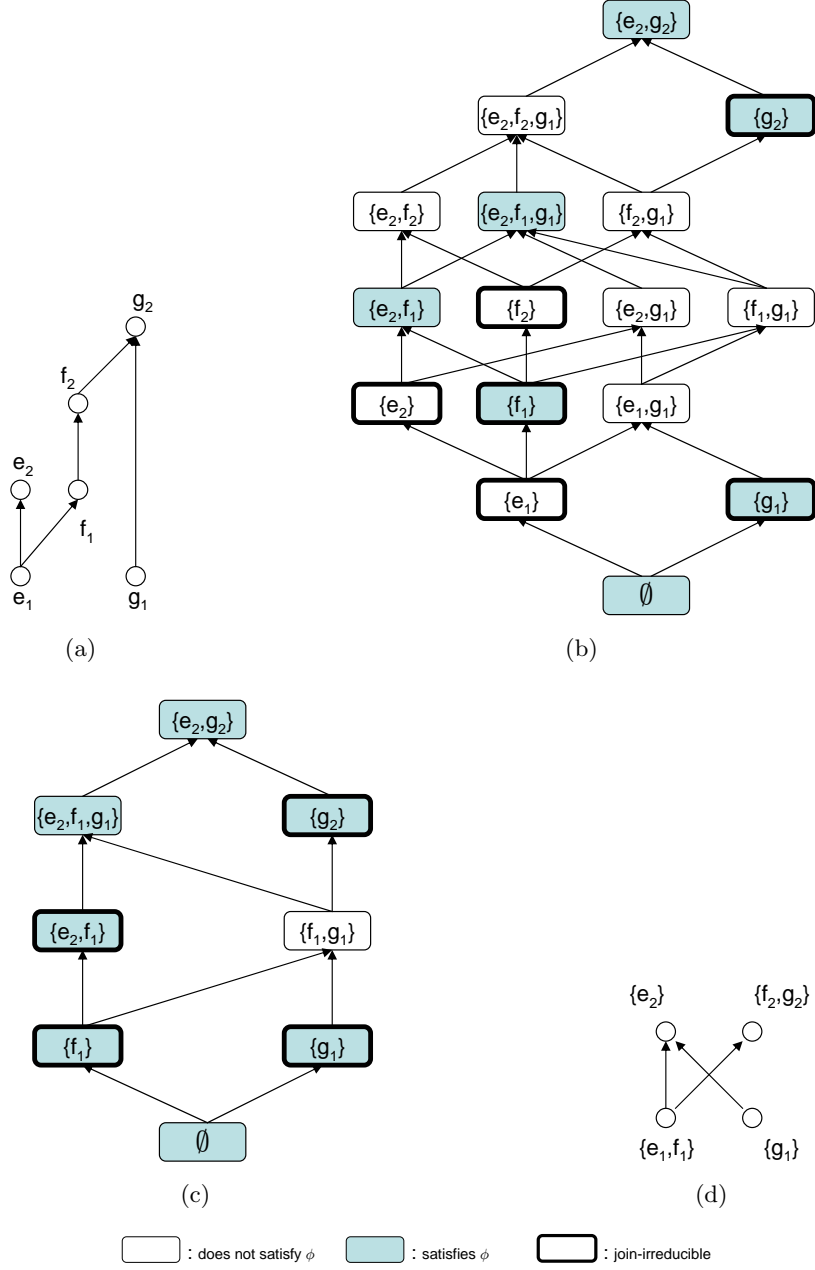 {e₂,g₂}
{e₂,f₂,g₁} {g₂}
{e₂,f₂} {e₂,f₁,g₁} {f₂,g₁}
{e₂,f₁} {f₂} {e₂,g₁} {f₁,g₁}
{e₂} {f₁} {e₁,g₁}
{e₁} {g₁}
∅
g₂
f₂
e₂
f₁
e₁ g₁
(a) (b)
{e₂,g₂}
{e₂,f₁,g₁} {g₂}
{e₂,f₁} {f₁,g₁}
{f₁} {g₁}
∅
{e₂} {f₂,g₂}
{e₁,f₁} {g₁}
(c) (d)
: does not satisfy ϕ : satisfies ϕ : join-irreducible